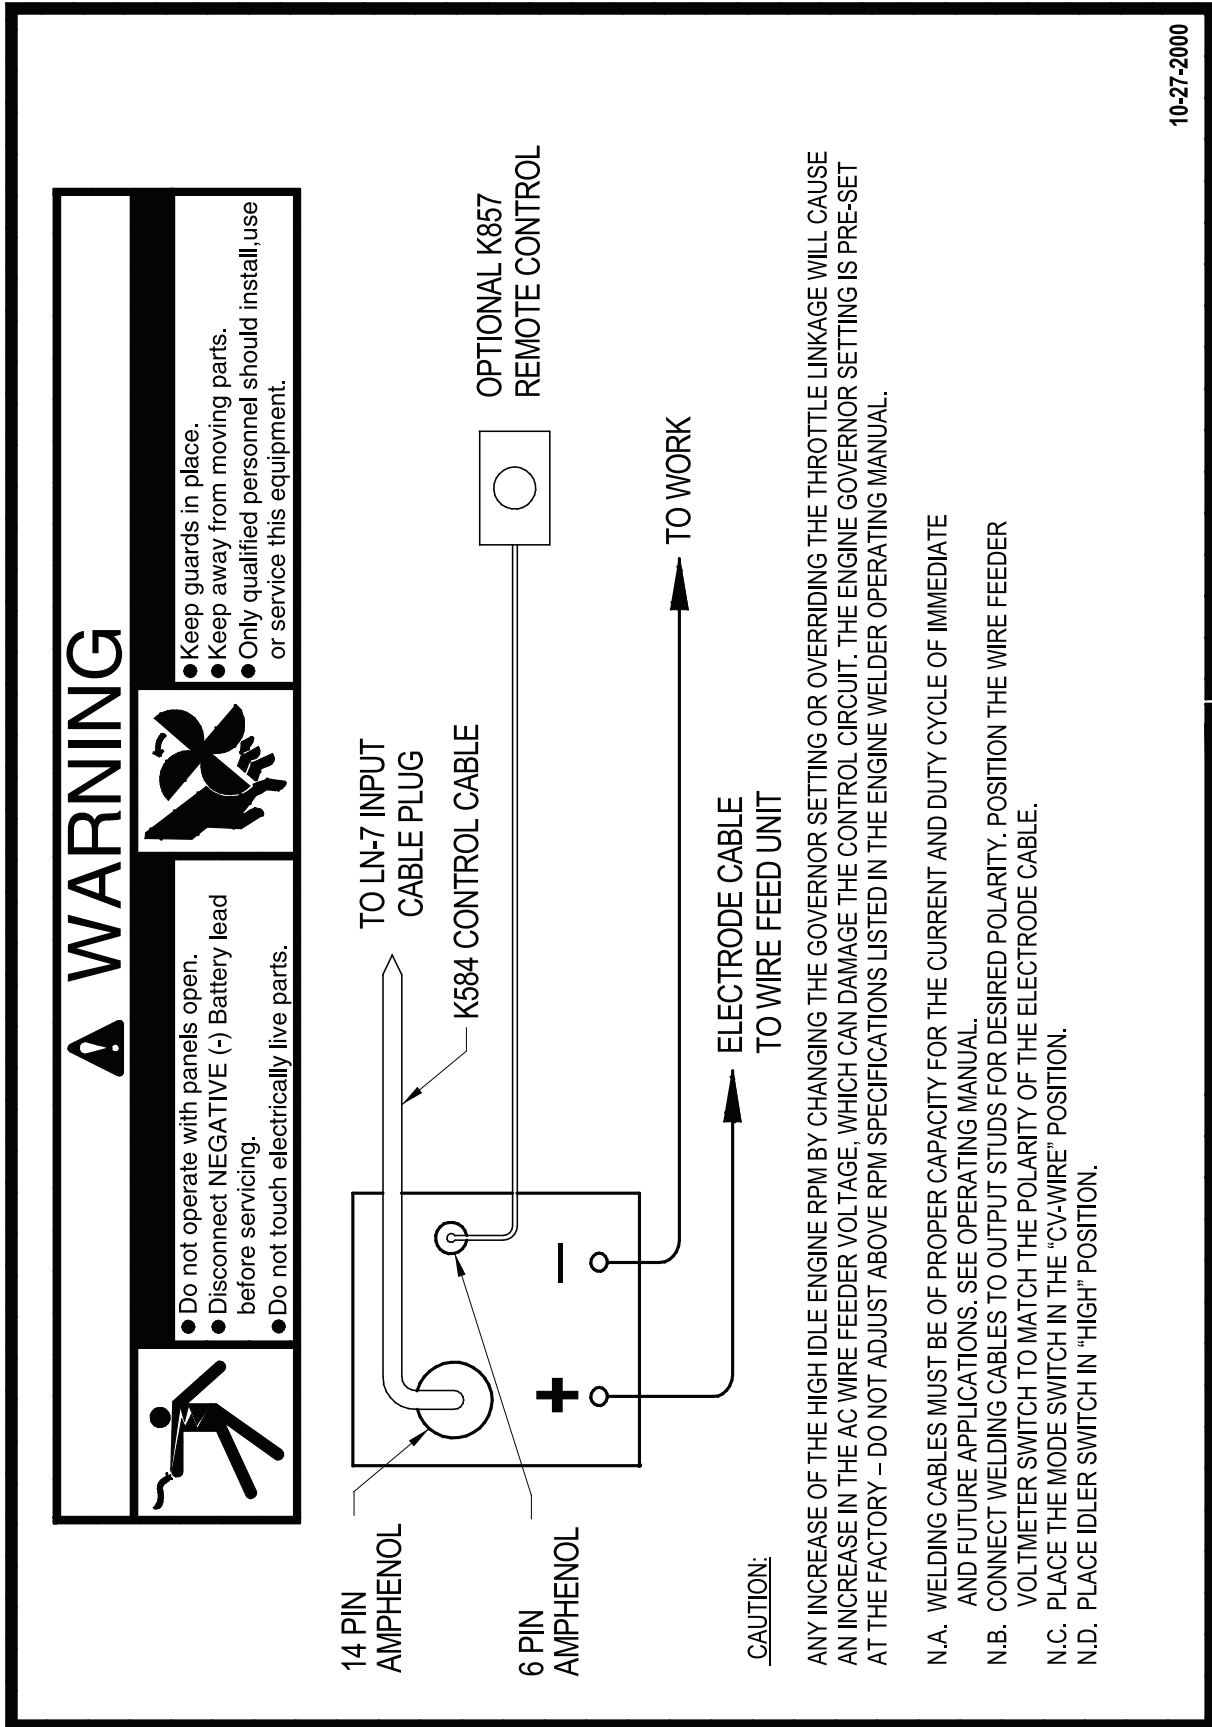 WARNING
● Do not operate with panels open.
● Disconnect NEGATIVE (-) Battery lead
before servicing.
● Do not touch electrically live parts.
● Keep guards in place.
● Keep away from moving parts.
● Only qualified personnel should install,use
or service this equipment.
14 PIN
AMPHENOL
6 PIN
AMPHENOL
TO LN-7 INPUT
CABLE PLUG
K584 CONTROL CABLE
OPTIONAL K857
REMOTE CONTROL
+
–
TO WORK
ELECTRODE CABLE
TO WIRE FEED UNIT
CAUTION:
ANY INCREASE OF THE HIGH IDLE ENGINE RPM BY CHANGING THE GOVERNOR SETTING OR OVERRIDING THE THROTTLE LINKAGE WILL CAUSE
AN INCREASE IN THE AC WIRE FEEDER VOLTAGE, WHICH CAN DAMAGE THE CONTROL CIRCUIT. THE ENGINE GOVERNOR SETTING IS PRE-SET
AT THE FACTORY – DO NOT ADJUST ABOVE RPM SPECIFICATIONS LISTED IN THE ENGINE WELDER OPERATING MANUAL.
N.A. WELDING CABLES MUST BE OF PROPER CAPACITY FOR THE CURRENT AND DUTY CYCLE OF IMMEDIATE
AND FUTURE APPLICATIONS. SEE OPERATING MANUAL.
N.B. CONNECT WELDING CABLES TO OUTPUT STUDS FOR DESIRED POLARITY. POSITION THE WIRE FEEDER
VOLTMETER SWITCH TO MATCH THE POLARITY OF THE ELECTRODE CABLE.
N.C. PLACE THE MODE SWITCH IN THE “CV-WIRE” POSITION.
N.D. PLACE IDLER SWITCH IN “HIGH” POSITION.
10-27-2000